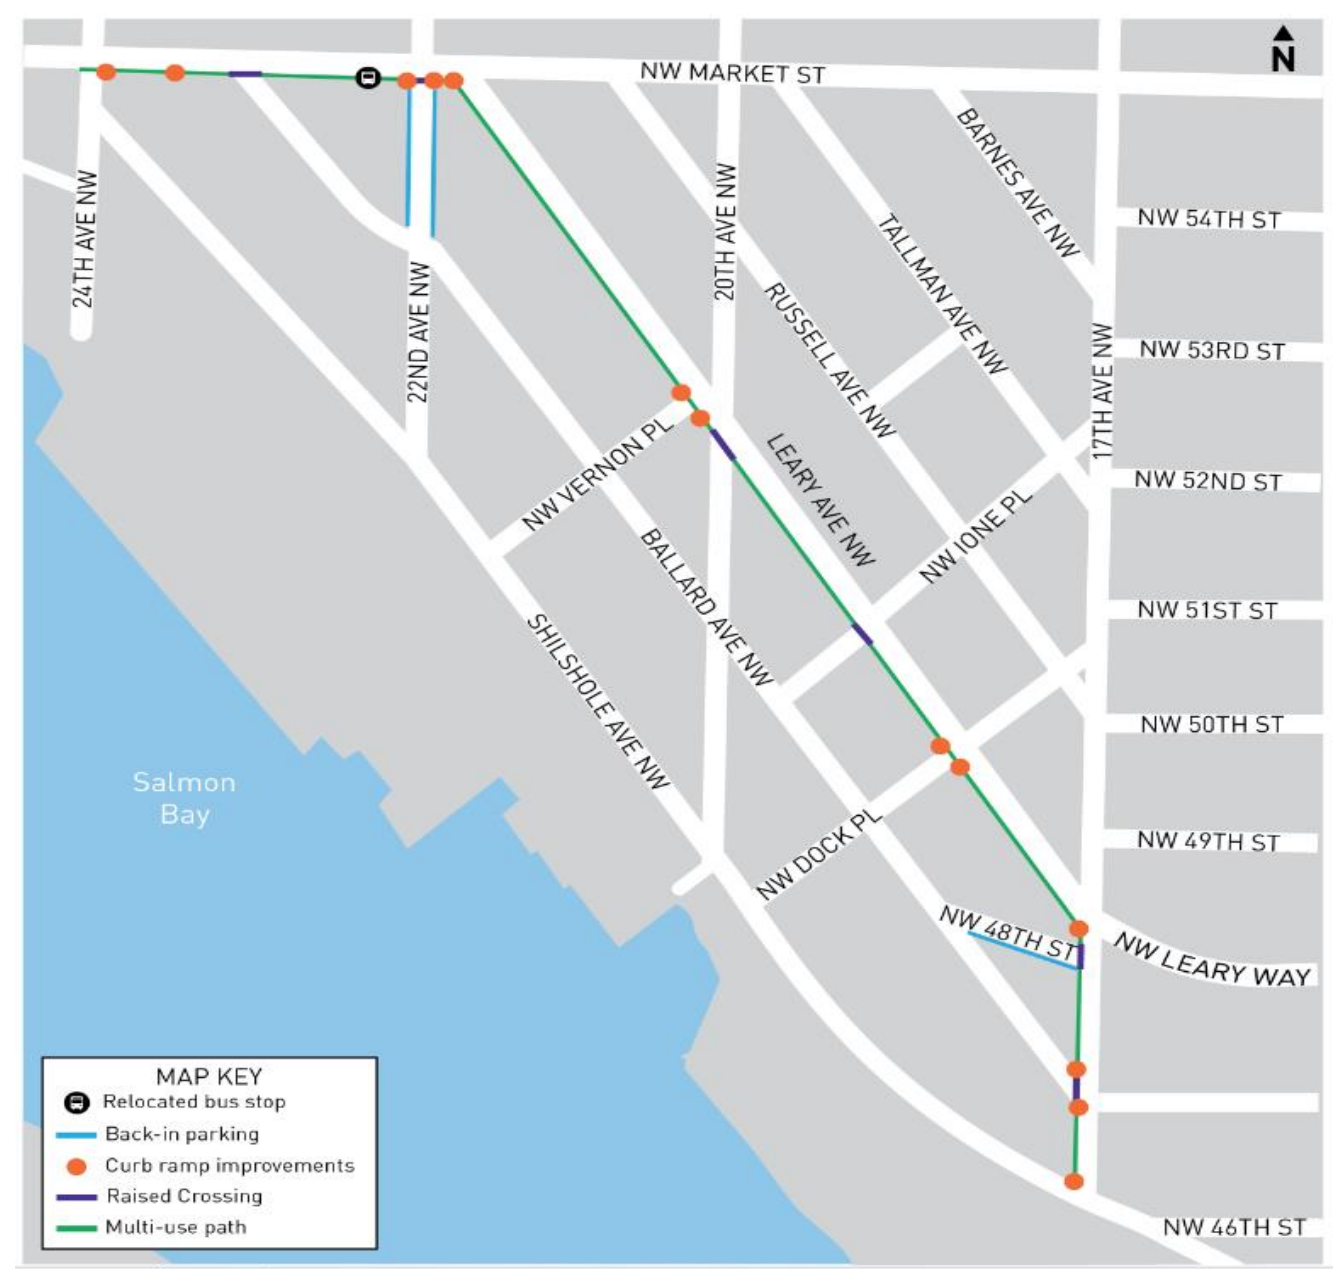 N
NW MARKET ST
BARNES AVE NW
24TH AVE NW
20TH AVE NW
NW 54TH ST
TALLMAN AVE NW
22ND AVE NW
RUSSELL AVE NW
17TH AVE NW
NW 53RD ST
NW VERNON PL
LEARY AVE NW
NW 52ND ST
NW IONE PL
BALLARD AVE NW
NW 51ST ST
SHILSHOLE AVE NW
NW 50TH ST
Salmon
Bay
NW DOCK PL
NW 49TH ST
NW 48TH ST
NW LEARY WAY
MAP KEY
Relocated bus stop
Back-in parking
Curb ramp improvements
Raised Crossing
Multi-use path
NW 46TH ST